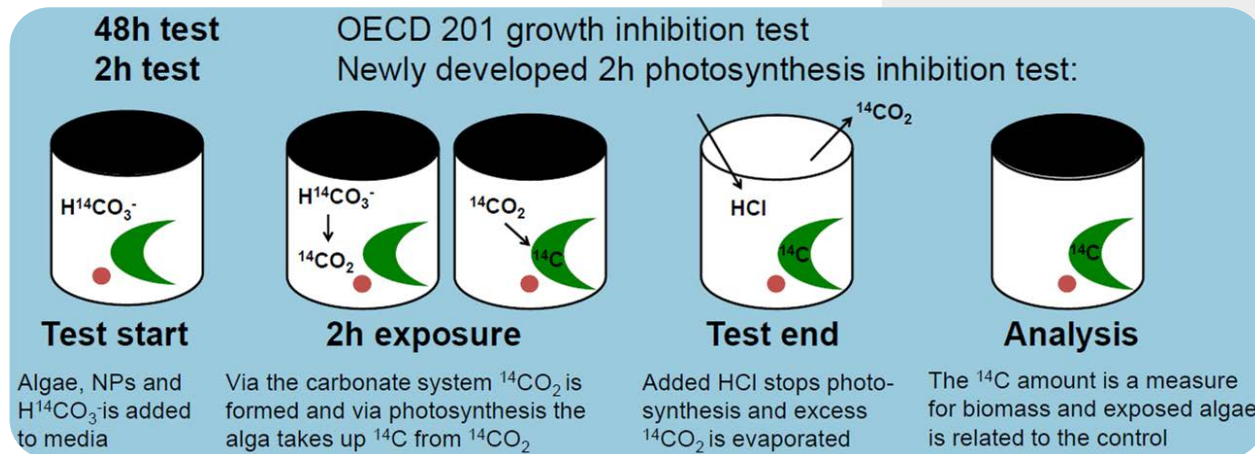 48h test OECD 201 growth inhibition test
2h test Newly developed 2h photosynthesis inhibition test:
H¹⁴CO₃⁻
H¹⁴CO₃⁻
¹⁴CO₂
¹⁴CO₂
¹⁴C
¹⁴CO₂
HCl
¹⁴C
¹⁴C
Test start
Algae, NPs and
H¹⁴CO₃⁻is added
to media
2h exposure
Via the carbonate system ¹⁴CO₂ is
formed and via photosynthesis the
alga takes up ¹⁴C from ¹⁴CO₂
Test end
Added HCl stops photo-
synthesis and excess
¹⁴CO₂ is evaporated
Analysis
The ¹⁴C amount is a measure
for biomass and exposed algae
is related to the control